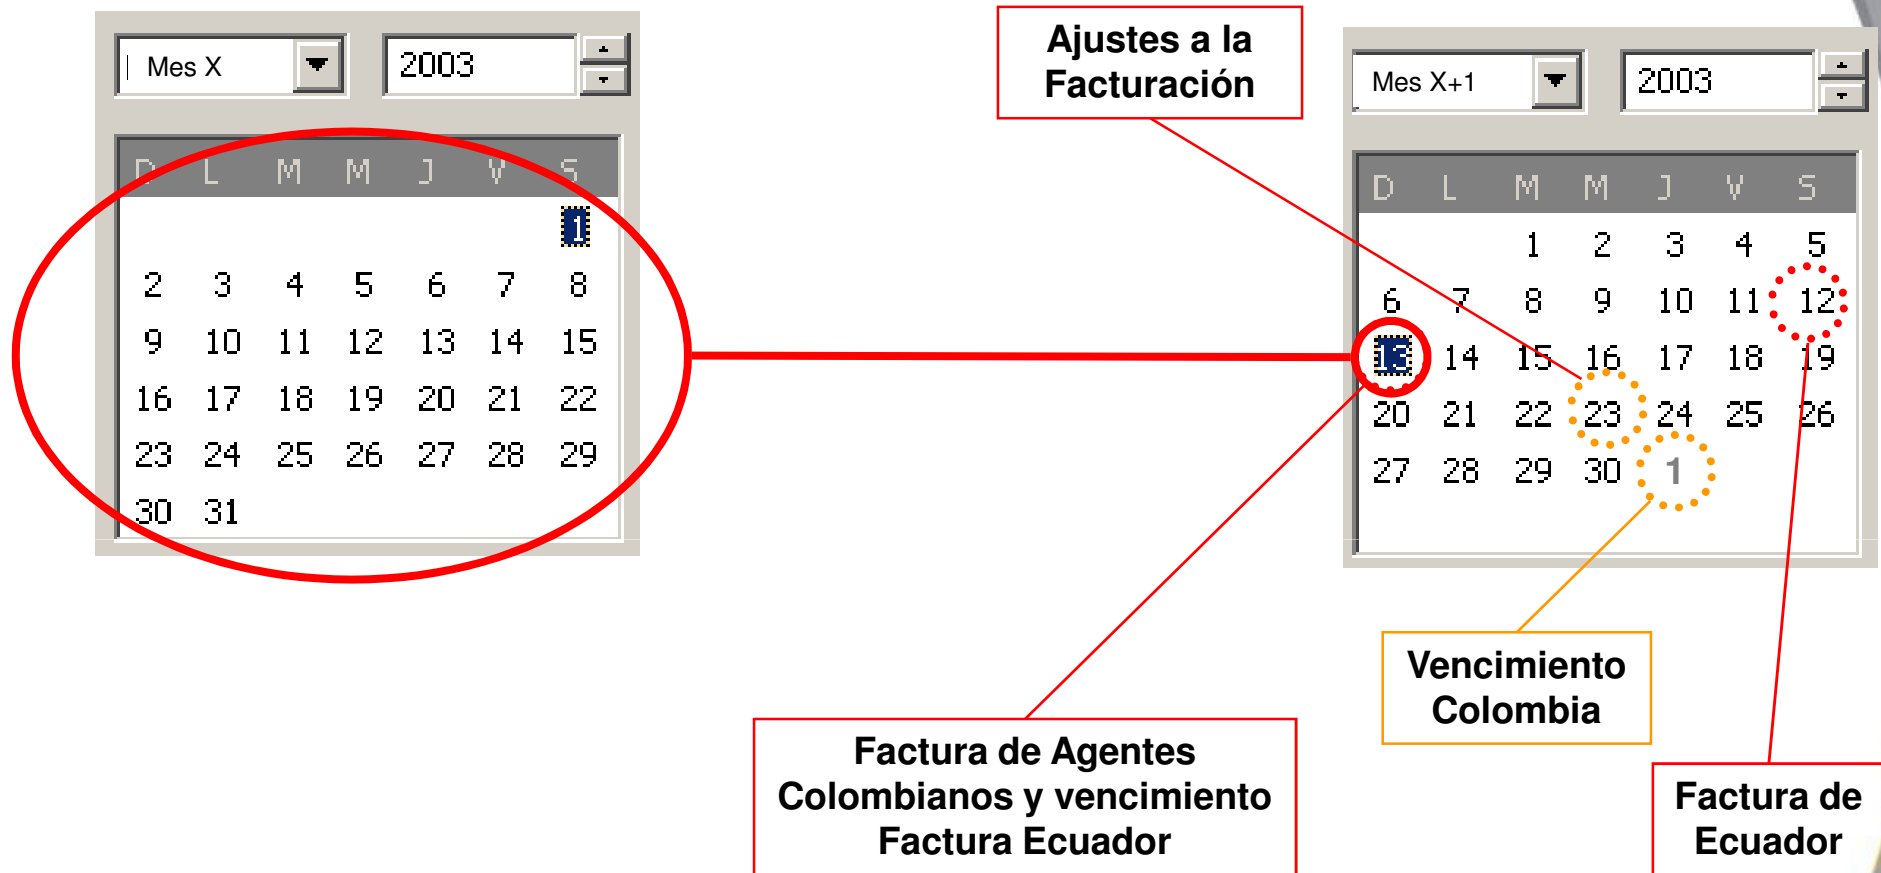 Mes X
2003
D L M M J V S
1
2 3 4 5 6 7 8
9 10 11 12 13 14 15
16 17 18 19 20 21 22
23 24 25 26 27 28 29
30 31
Ajustes a la
Facturación
Mes X+1
2003
D L M M J V S
1 2 3 4 5
6 7 8 9 10 11 12
13 14 15 16 17 18 19
20 21 22 23 24 25 26
27 28 29 30 1
Vencimiento
Colombia
Factura de Agentes
Colombianos y vencimiento
Factura Ecuador
Factura de
Ecuador